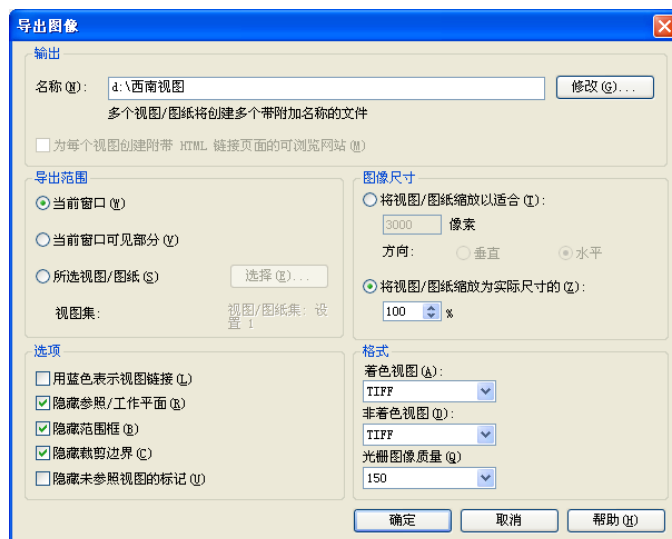 导出图像
输出
名称(N):
d:\西南视图
修改(G)...
多个视图/图纸将创建多个带附加名称的文件
为每个视图创建附带 HTML 链接页面的可浏览网站(M)
导出范围
当前窗口(W)
当前窗口可见部分(V)
所选视图/图纸(S)
选择(E)...
视图集:
视图/图纸集: 设
置 1
图像尺寸
将视图/图纸缩放以适合(T):
3000 像素
方向: 垂直 水平
将视图/图纸缩放为实际尺寸的(Z):
100 %
选项
用蓝色表示视图链接(L)
隐藏参照/工作平面(R)
隐藏范围框(B)
隐藏裁剪边界(C)
隐藏未参照视图的标记(U)
格式
着色视图(A):
TIFF
非着色视图(D):
TIFF
光栅图像质量(Q)
150
确定 取消 帮助(H)